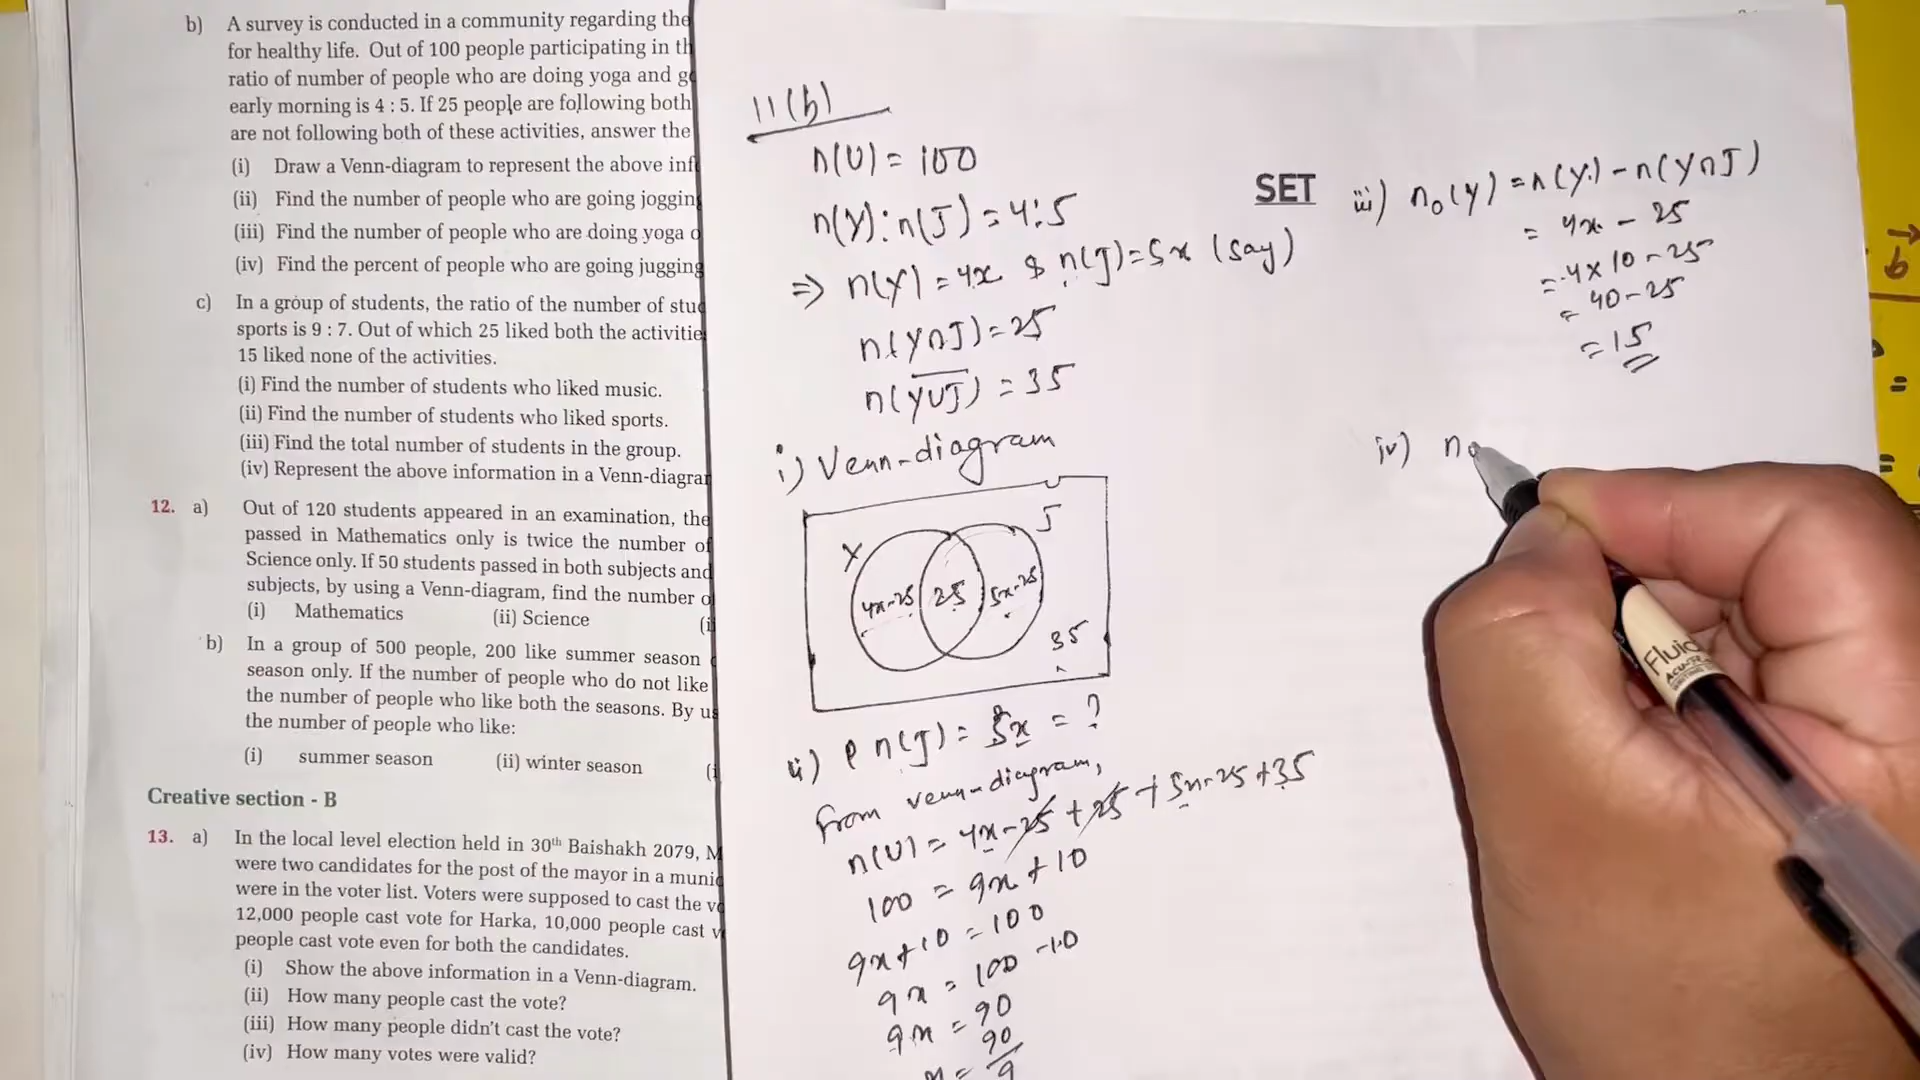 b) A survey is conducted in a community regarding the
for healthy life. Out of 100 people participating in th
ratio of number of people who are doing yoga and go
early morning is 4 : 5. If 25 people are following both
are not following both of these activities, answer the
(i) Draw a Venn-diagram to represent the above inf
(ii) Find the number of people who are going jogging
(iii) Find the number of people who are doing yoga o
(iv) Find the percent of people who are going jugging
c) In a group of students, the ratio of the number of stud
sports is 9 : 7. Out of which 25 liked both the activitie
15 liked none of the activities.
(i) Find the number of students who liked music.
(ii) Find the number of students who liked sports.
(iii) Find the total number of students in the group.
(iv) Represent the above information in a Venn-diagrar
12. a) Out of 120 students appeared in an examination, the
passed in Mathematics only is twice the number of
Science only. If 50 students passed in both subjects and
subjects, by using a Venn-diagram, find the number o
(i) Mathematics (ii) Science (i
b) In a group of 500 people, 200 like summer season
season only. If the number of people who do not like
the number of people who like both the seasons. By us
the number of people who like:
(i) summer season (ii) winter season (i
Creative section - B
13. a) In the local level election held in 30th Baishakh 2079, M
were two candidates for the post of the mayor in a munic
were in the voter list. Voters were supposed to cast the vo
12,000 people cast vote for Harka, 10,000 people cast v
people cast vote even for both the candidates.
(i) Show the above information in a Venn-diagram.
(ii) How many people cast the vote?
(iii) How many people didn't cast the vote?
(iv) How many votes were valid?
11(b)
n(U) = 100
n(Y):n(J) = 4:5
⇒ n(Y) = 4x & n(J) = 5x (say)
n(Y∩J) = 25
n(Y̅U̅J̅) = 35
i) Venn-diagram
U
Y J
4x-25 25 5x-25
35
ii) n(J) = 5x = ?
from venn-diagram,
n(U) = 4x-25+25+5x-25+35
100 = 9x+10
9x+10 = 100
9x = 100-10
9x = 90
x = 90/9
SET
iii) no(Y) = n(Y) - n(Y∩J)
= 4x - 25
= 4×10-25
= 40-25
= 15
iv) no
b
=
=
Fluid